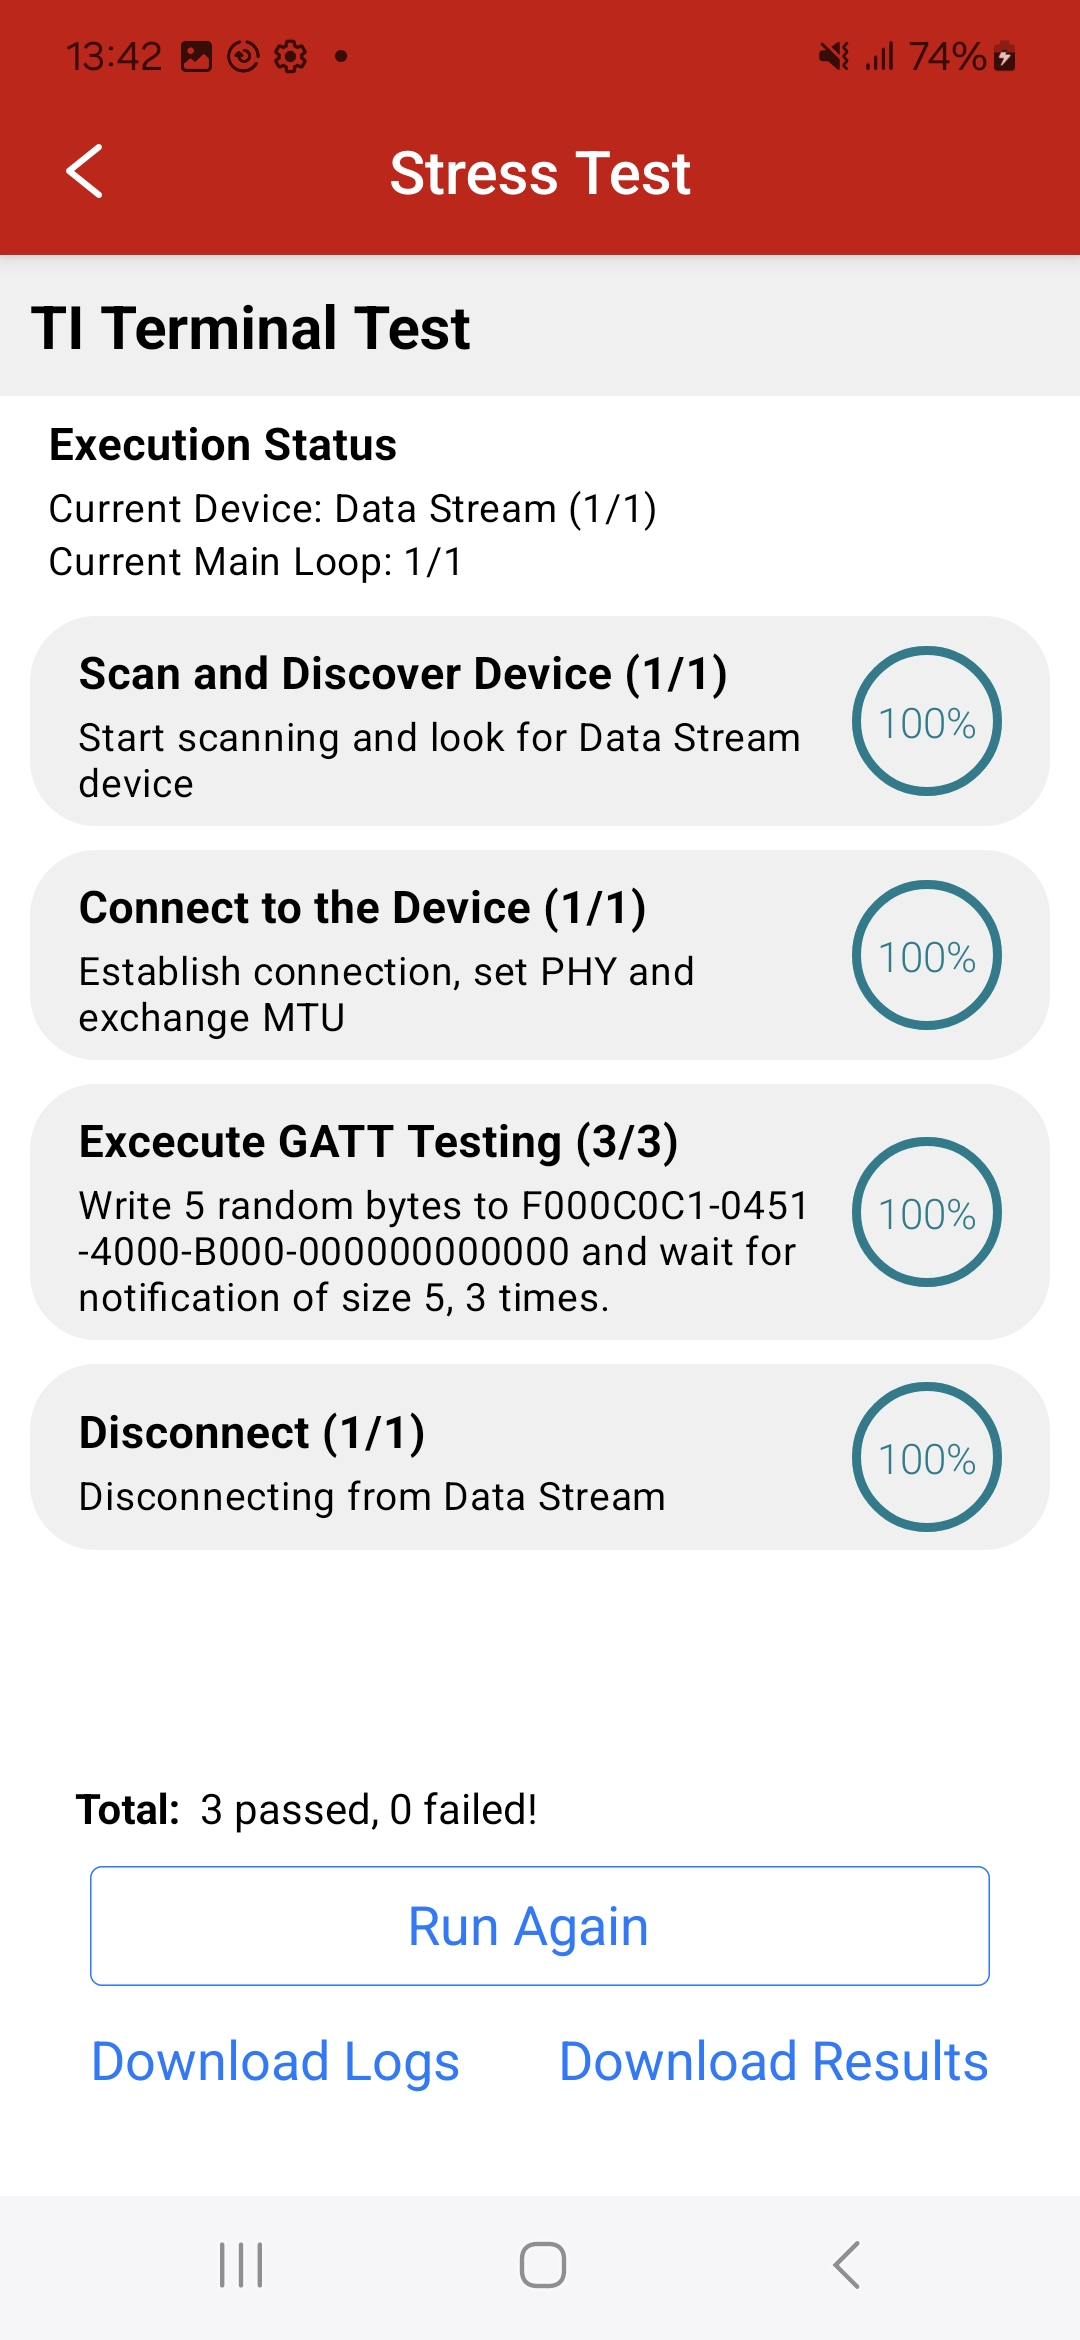 13:42 74%
Stress Test
TI Terminal Test
Execution Status
Current Device: Data Stream (1/1)
Current Main Loop: 1/1
Scan and Discover Device (1/1)
Start scanning and look for Data Stream
device
100%
Connect to the Device (1/1)
Establish connection, set PHY and
exchange MTU
100%
Excecute GATT Testing (3/3)
Write 5 random bytes to F000C0C1-0451
-4000-B000-000000000000 and wait for
notification of size 5, 3 times.
100%
Disconnect (1/1)
Disconnecting from Data Stream
100%
Total: 3 passed, 0 failed!
Run Again
Download Logs Download Results